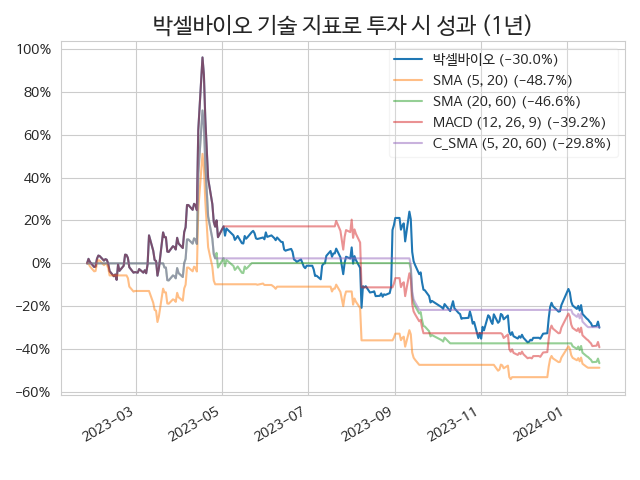 박셀바이오 기술 지표로 투자 시 성과 (1년)
100%
80%
60%
40%
20%
0%
−20%
−40%
−60%
박셀바이오 (−30.0%)
SMA (5, 20) (−48.7%)
SMA (20, 60) (−46.6%)
MACD (12, 26, 9) (−39.2%)
C_SMA (5, 20, 60) (−29.8%)
2023−03
2023−05
2023−07
2023−09
2023−11
2024−01